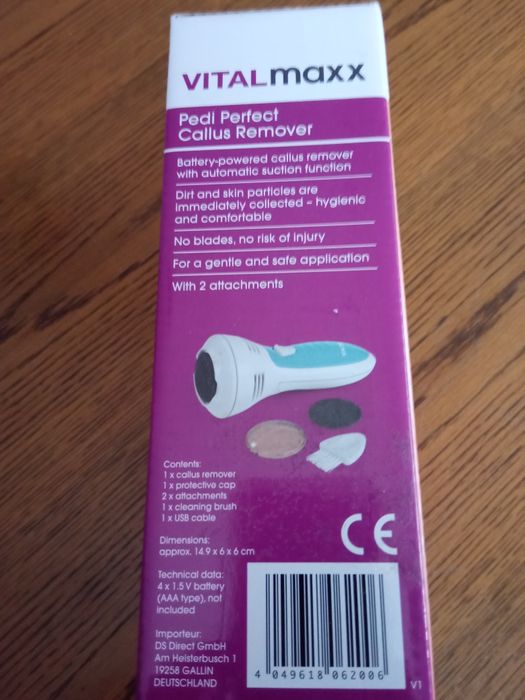 VITALmaxx
Pedi Perfect
Callus Remover
Battery-powered callus remover
with automatic suction function
Dirt and skin particles are
immediately collected – hygienic
and comfortable
No blades, no risk of injury
For a gentle and safe application
With 2 attachments
Contents:
1 x callus remover
1 x protective cap
2 x attachments
1 x cleaning brush
1 x USB cable
Dimensions:
approx. 14.9 x 6 x 6 cm
Technical data:
4 x 1.5 V battery
(AAA type), not
included
Importeur:
DS Direct GmbH
Am Heisterbusch 1
19258 GALLIN
DEUTSCHLAND
CE
4 049618 062006
V1